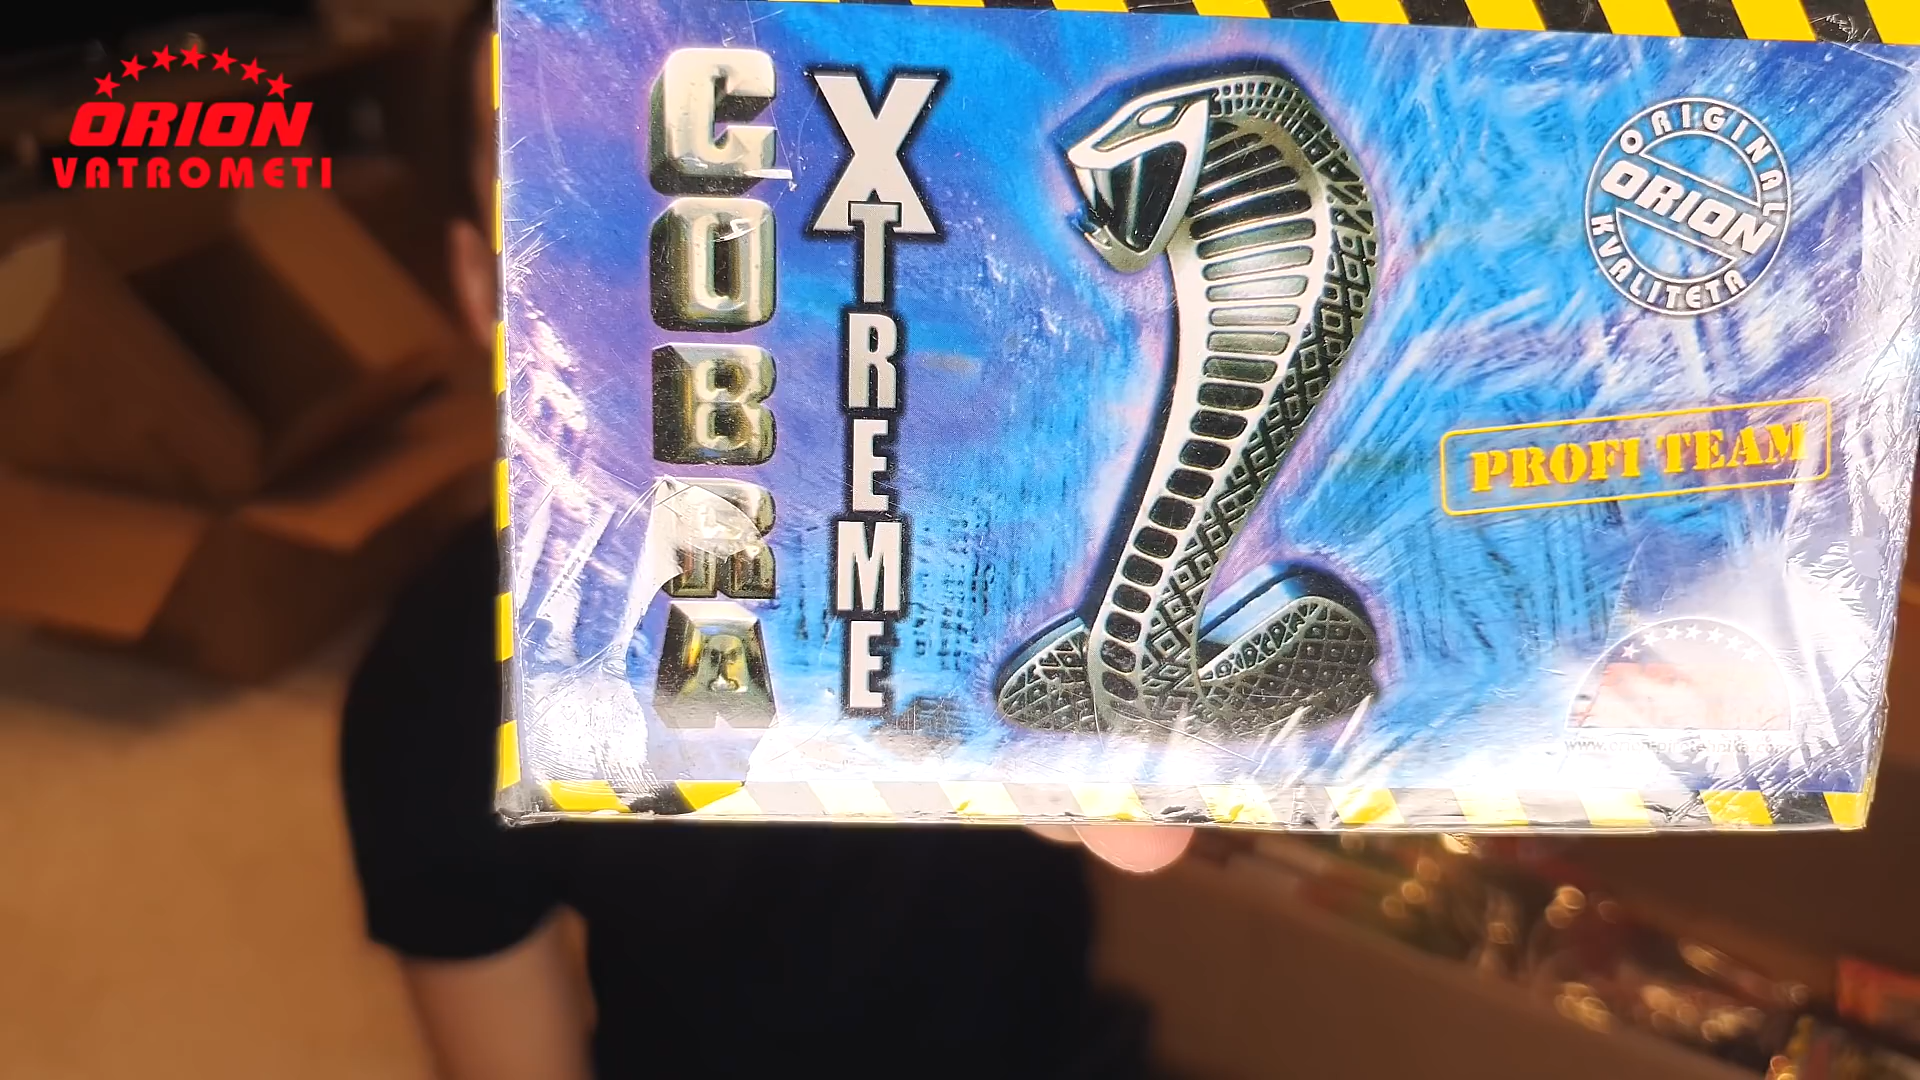 ORION
VATROMETI
COBRA
XTREME
ORIGINAL
ORION
KVALITETA
PROFI TEAM